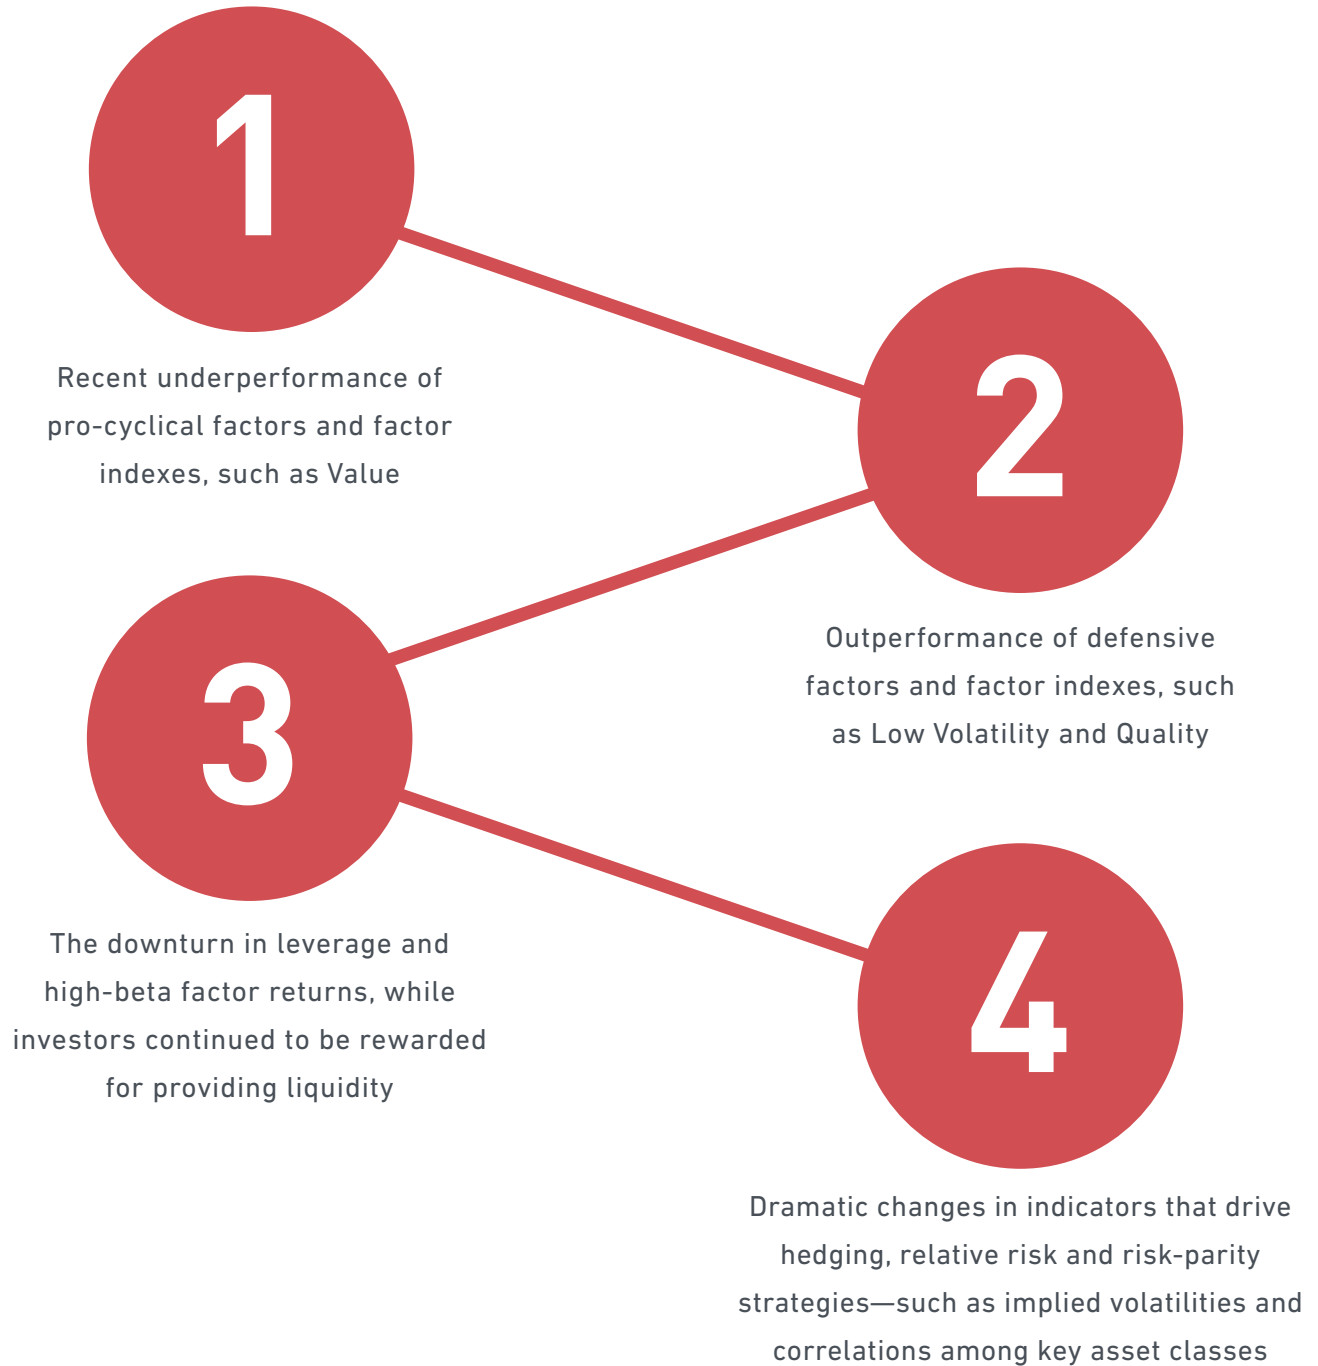 1
Recent underperformance of
pro-cyclical factors and factor
indexes, such as Value
2
Outperformance of defensive
factors and factor indexes, such
as Low Volatility and Quality
3
The downturn in leverage and
high-beta factor returns, while
investors continued to be rewarded
for providing liquidity
4
Dramatic changes in indicators that drive
hedging, relative risk and risk-parity
strategies—such as implied volatilities and
correlations among key asset classes